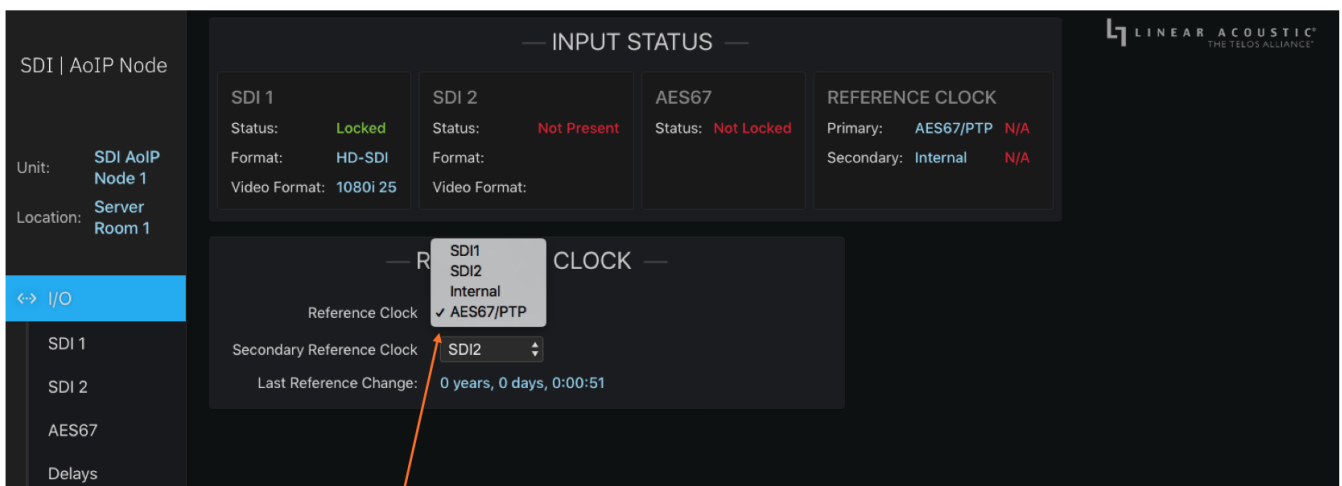 SDI | AoIP Node
Unit: SDI AoIP Node 1
Location: Server Room 1
I/O
SDI 1
SDI 2
AES67
Delays
INPUT STATUS
SDI 1
Status: Locked
Format: HD-SDI
Video Format: 1080i 25
SDI 2
Status: Not Present
Format:
Video Format:
AES67
Status: Not Locked
REFERENCE CLOCK
Primary: AES67/PTP N/A
Secondary: Internal N/A
LINEAR ACOUSTIC®
THE TELOS ALLIANCE®
R CLOCK
SDI1
SDI2
Internal
✓ AES67/PTP
Reference Clock
Secondary Reference Clock SDI2
Last Reference Change: 0 years, 0 days, 0:00:51